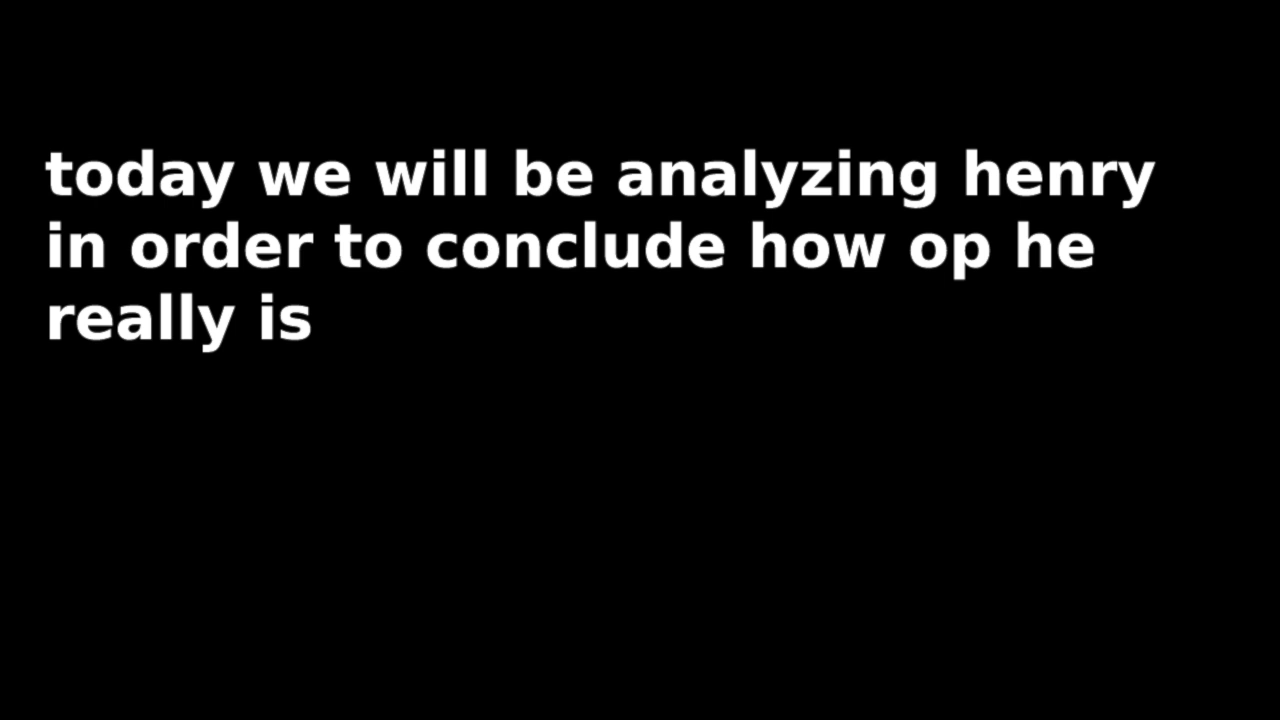 today we will be analyzing henry
in order to conclude how op he
really is